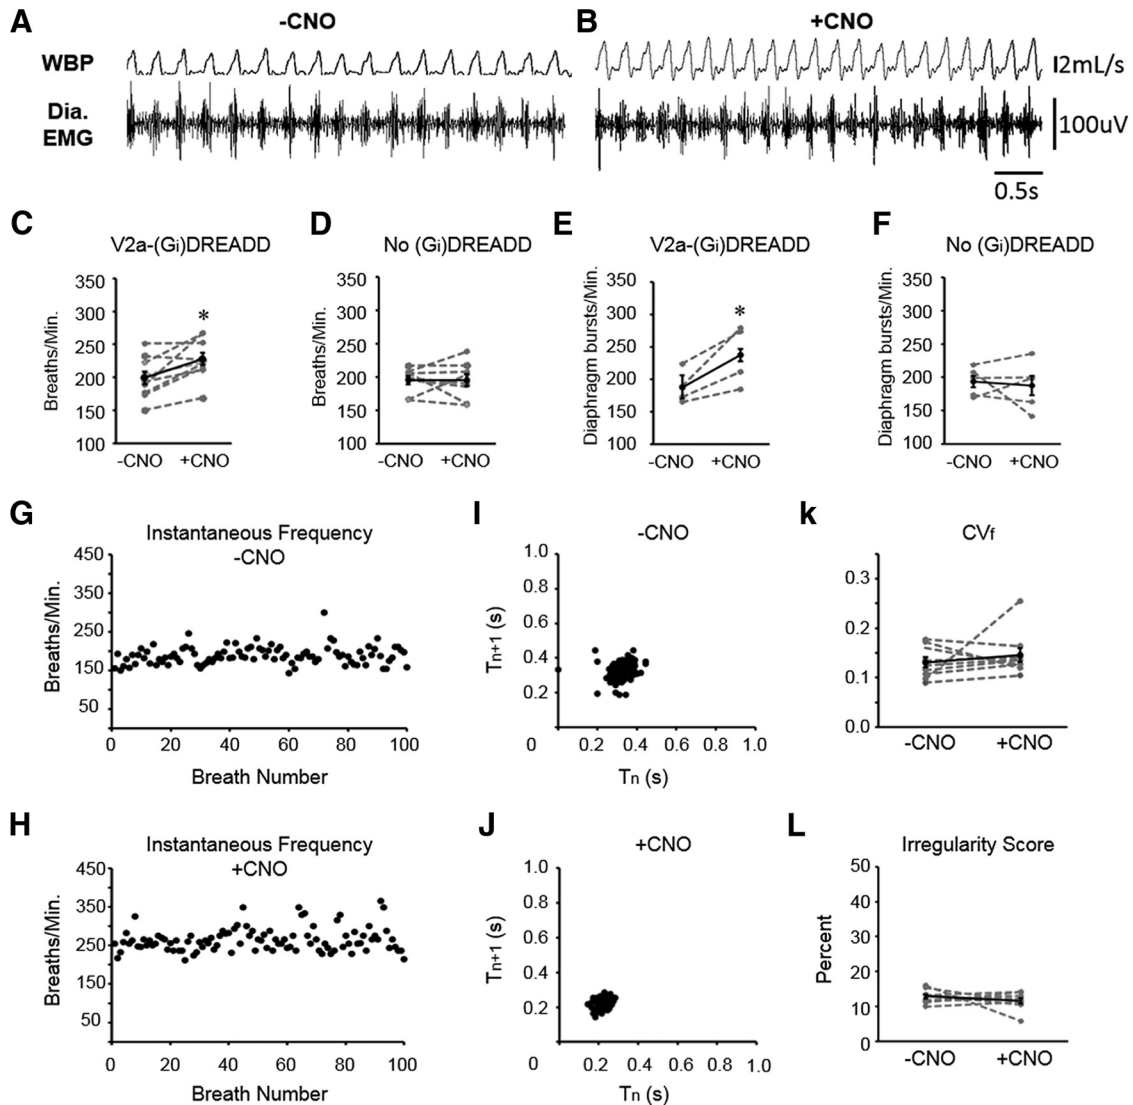 A
-CNO
B
+CNO
WBP
2mL/s
Dia.
EMG
100uV
0.5s
C
V2a-(Gi)DREADD
Breaths/Min.
350
300
250
200
150
100
-CNO +CNO
D
No (Gi)DREADD
Breaths/Min.
350
300
250
200
150
100
-CNO +CNO
E
V2a-(Gi)DREADD
Diaphragm bursts/Min.
350
300
250
200
150
100
-CNO +CNO
F
No (Gi)DREADD
Diaphragm bursts/Min.
350
300
250
200
150
100
-CNO +CNO
*
*
G
Instantaneous Frequency
-CNO
Breaths/Min.
450
350
250
150
50
0 20 40 60 80 100
Breath Number
I
-CNO
Tn+1 (s)
1.0
0.8
0.6
0.4
0.2
0 0.2 0.4 0.6 0.8 1.0
Tn (s)
k
CVf
0.3
0.2
0.1
0.0
-CNO +CNO
H
Instantaneous Frequency
+CNO
Breaths/Min.
450
350
250
150
50
0 20 40 60 80 100
Breath Number
J
+CNO
Tn+1 (s)
1.0
0.8
0.6
0.4
0.2
0 0.2 0.4 0.6 0.8 1.0
Tn (s)
L
Irregularity Score
Percent
50
40
30
20
10
0
-CNO +CNO